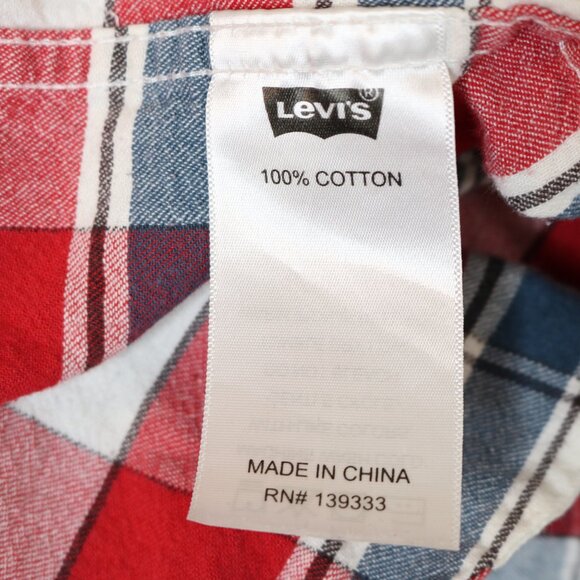 Levi's®
100% COTTON
MADE IN CHINA
RN# 139333